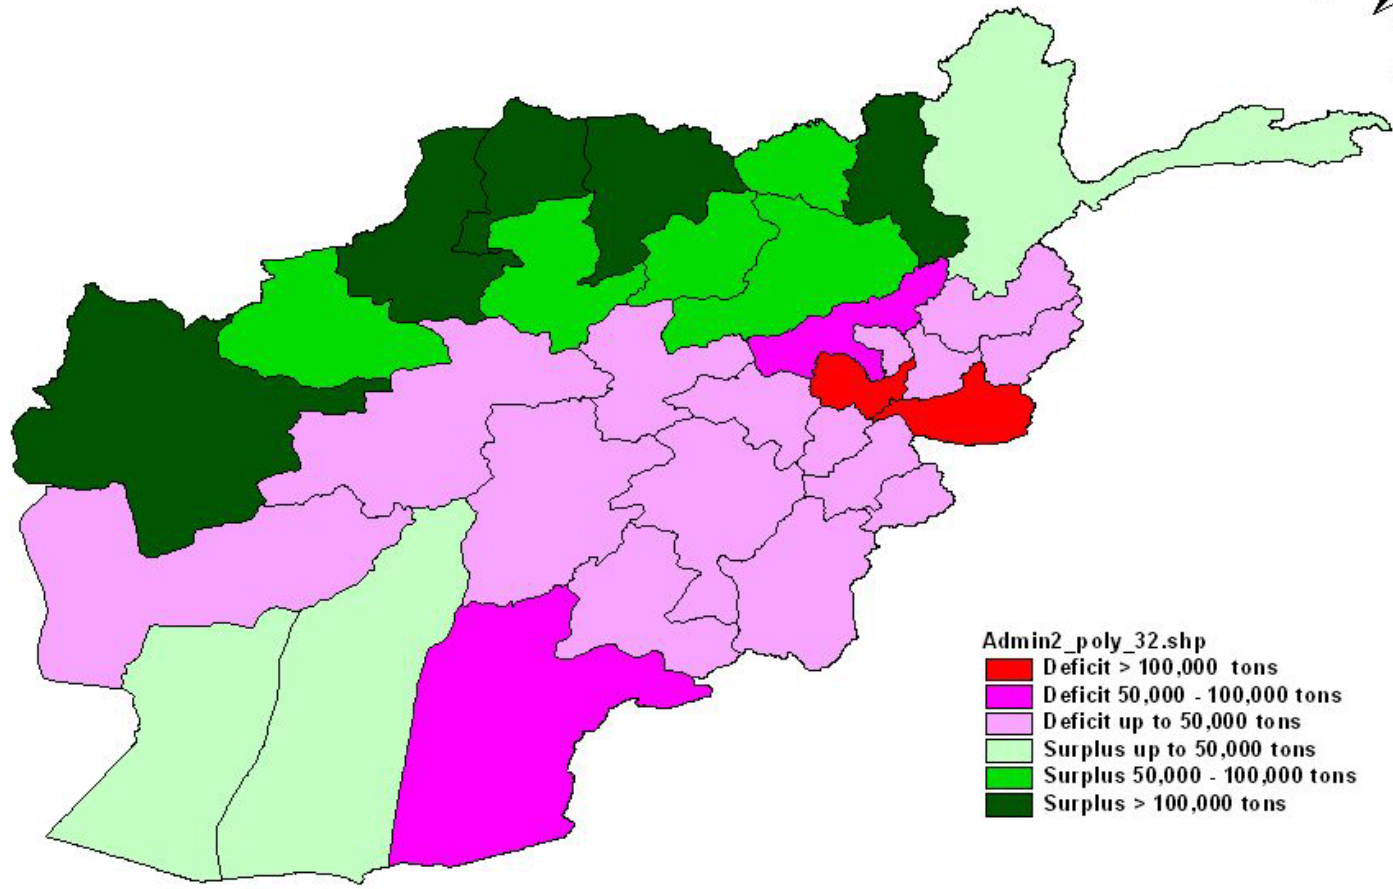 Admin2_poly_32.shp
Deficit > 100,000 tons
Deficit 50,000 - 100,000 tons
Deficit up to 50,000 tons
Surplus up to 50,000 tons
Surplus 50,000 - 100,000 tons
Surplus > 100,000 tons